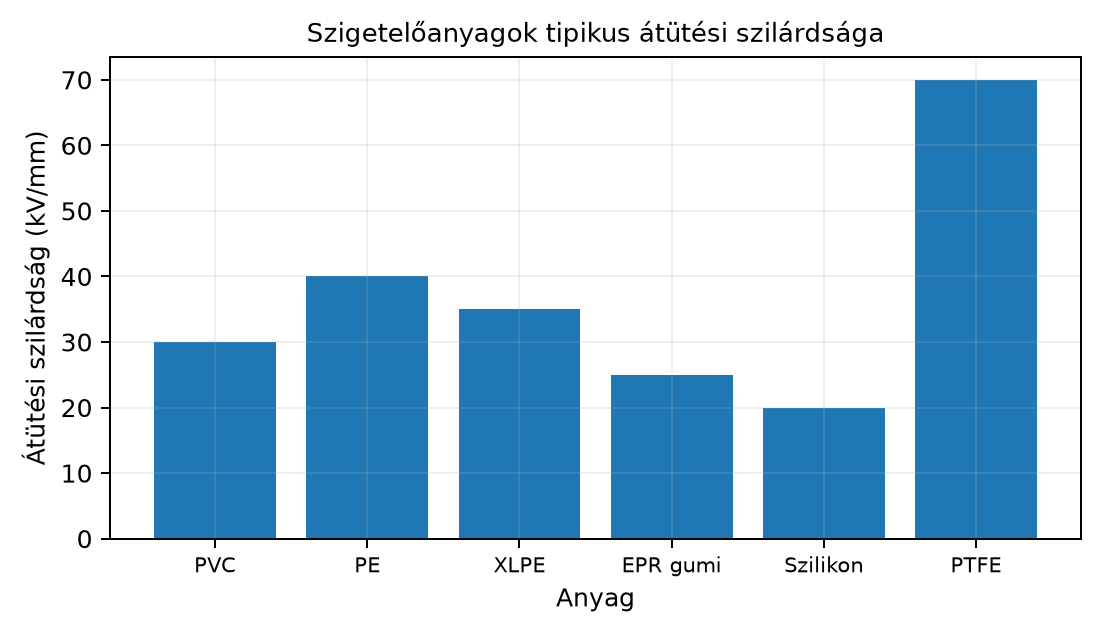 Szigetelőanyagok tipikus átütési szilárdsága
Átütési szilárdság (kV/mm)
70
60
50
40
30
20
10
0
PVC PE XLPE EPR gumi Szilikon PTFE
Anyag